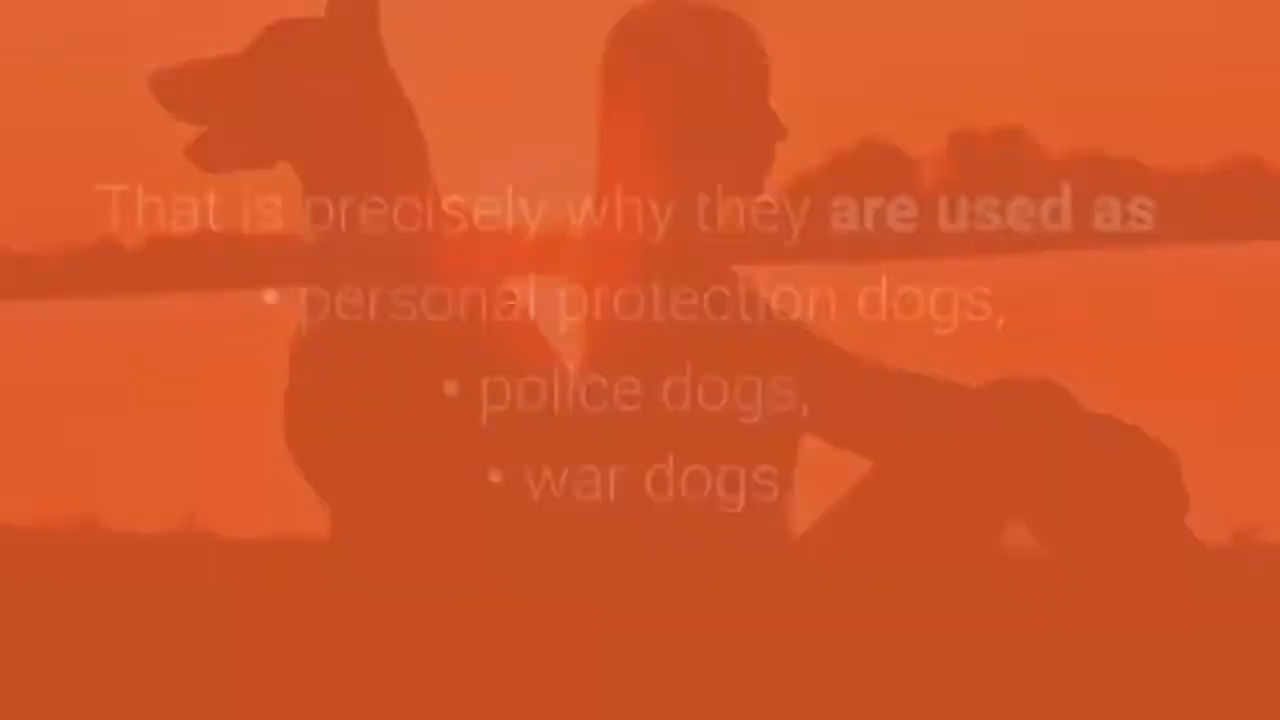 That is precisely why they are used as
• personal protection dogs,
• police dogs,
• war dogs